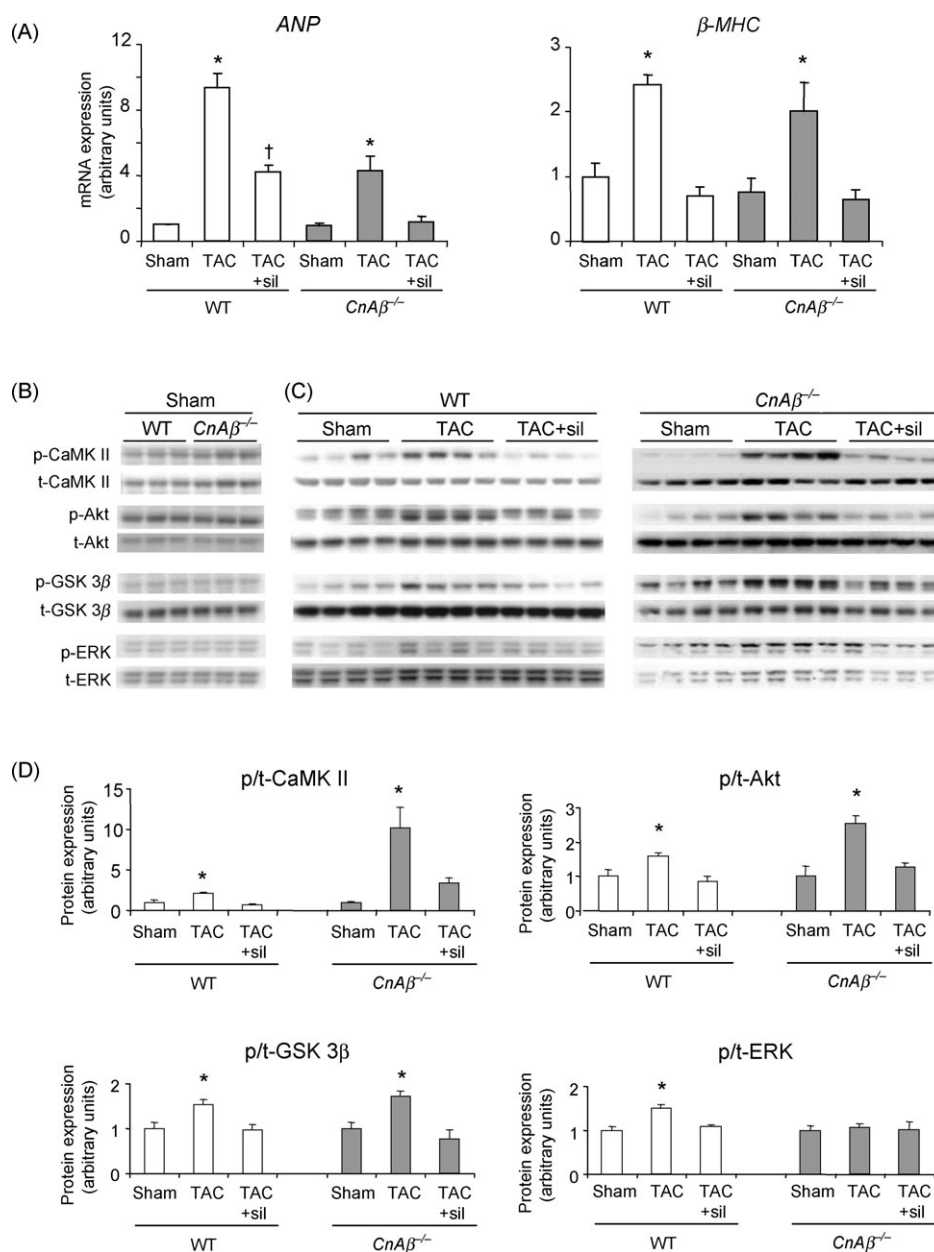 (A)
ANP
β-MHC
mRNA expression
(arbitrary units)
12
8
4
0
*
†
*
Sham TAC TAC Sham TAC TAC
+sil +sil
WT CnAβ–/–
3
2
1
0
*
*
Sham TAC TAC Sham TAC TAC
+sil +sil
WT CnAβ–/–
(B)
Sham
WT CnAβ–/–
(C)
WT
Sham TAC TAC+sil
CnAβ–/–
Sham TAC TAC+sil
p-CaMK II
t-CaMK II
p-Akt
t-Akt
p-GSK 3β
t-GSK 3β
p-ERK
t-ERK
(D)
p/t-CaMK II
Protein expression
(arbitrary units)
15
10
5
0
*
*
Sham TAC TAC Sham TAC TAC
+sil +sil
WT CnAβ–/–
p/t-Akt
Protein expression
(arbitrary units)
3
2
1
0
*
*
Sham TAC TAC Sham TAC TAC
+sil +sil
WT CnAβ–/–
p/t-GSK 3β
Protein expression
(arbitrary units)
2
1
0
*
*
Sham TAC TAC Sham TAC TAC
+sil +sil
WT CnAβ–/–
p/t-ERK
Protein expression
(arbitrary units)
2
1
0
*
Sham TAC TAC Sham TAC TAC
+sil +sil
WT CnAβ–/–